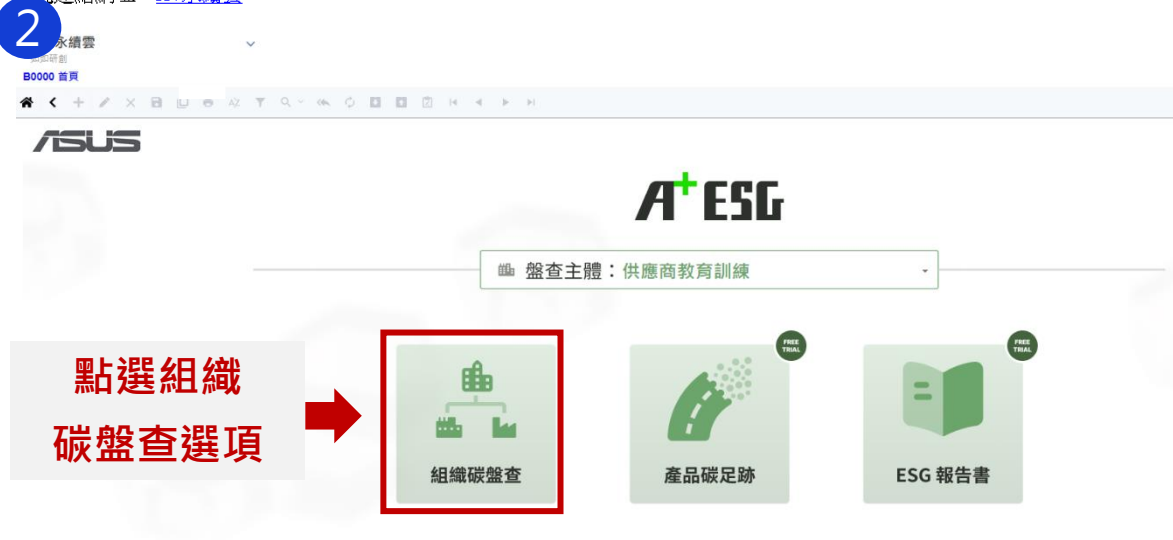 2
永續雲
B0000 首頁
ASUS
A+ESG
盤查主體：供應商教育訓練
點選組織
碳盤查選項
組織碳盤查
FREE
TRIAL
產品碳足跡
FREE
TRIAL
ESG 報告書